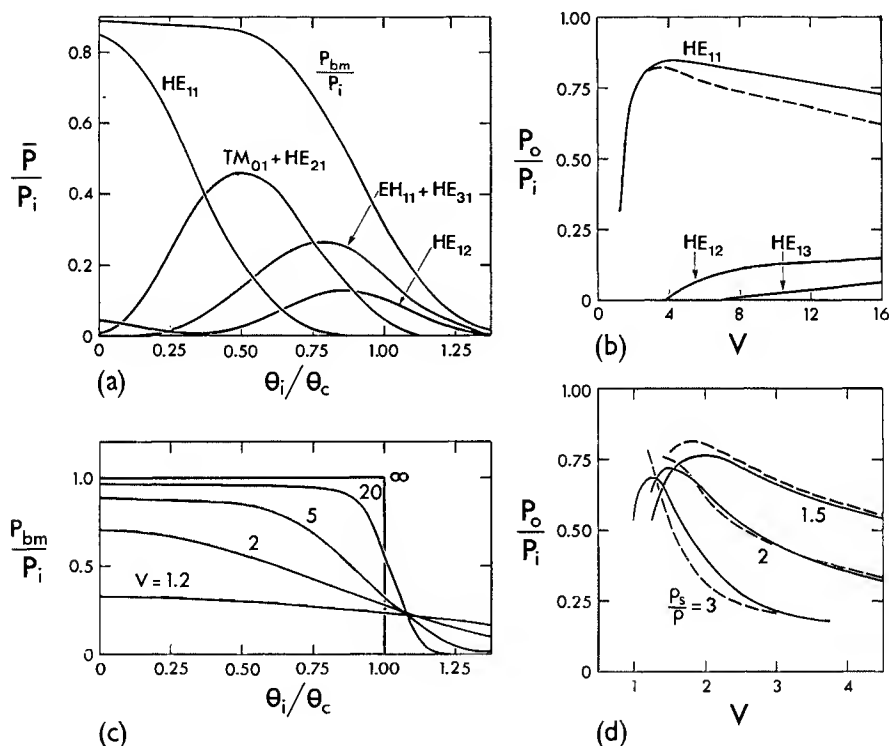 0.8
0.6
0.4
0.2
0
P̄/Pi
HE11
Pbm/Pi
TM01+HE21
EH11+HE31
HE12
0 0.25 0.50 0.75 1.00 1.25
(a)
θi/θc
1.00
0.75
0.50
0.25
0.00
Po/Pi
HE11
HE12
HE13
0 4 8 12 16
(b)
V
1.0
0.5
0.0
Pbm/Pi
∞
20
5
2
V = 1.2
0 0.25 0.50 0.75 1.00 1.25
(c)
θi/θc
1.00
0.75
0.50
0.25
0
Po/Pi
1.5
2
ρs/ρ = 3
1 2 3 4
(d)
V